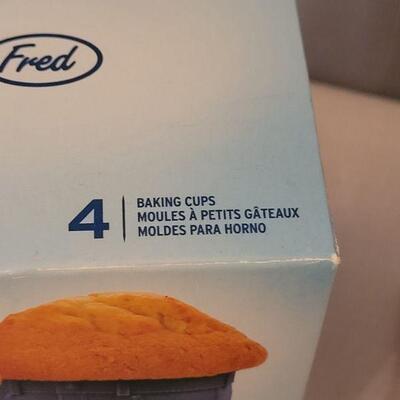 Fred
4
BAKING CUPS
MOULES À PETITS GÂTEAUX
MOLDES PARA HORNO